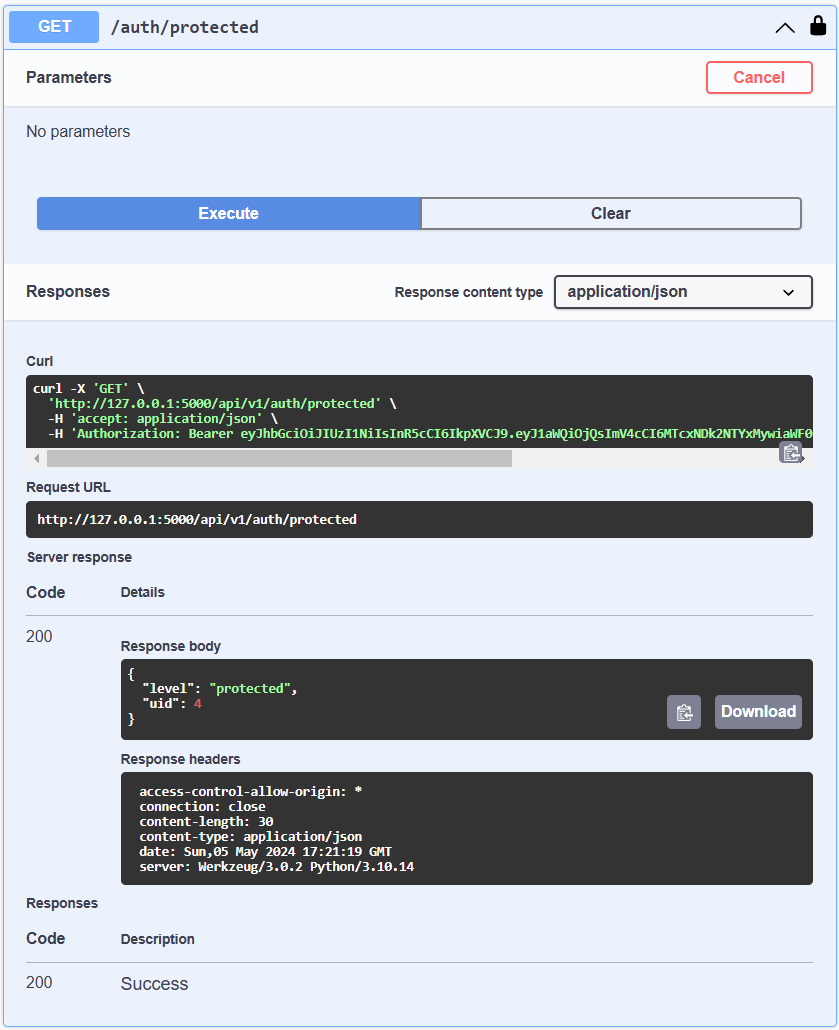 GET /auth/protected
Parameters
Cancel
No parameters
Execute
Clear
Responses
Response content type
application/json
Curl
curl -X 'GET' \
'http://127.0.0.1:5000/api/v1/auth/protected' \
-H 'accept: application/json' \
-H 'Authorization: Bearer eyJhbGciOiJIUzI1NiIsInR5cCI6IkpXVCJ9.eyJ1aWQiOjQsImV4cCI6MTcxNDk2NTYxMywiaWF0
Request URL
http://127.0.0.1:5000/api/v1/auth/protected
Server response
Code Details
200
Response body
{
"level": "protected",
"uid": 4
}
Download
Response headers
access-control-allow-origin: *
connection: close
content-length: 30
content-type: application/json
date: Sun,05 May 2024 17:21:19 GMT
server: Werkzeug/3.0.2 Python/3.10.14
Responses
Code Description
200 Success